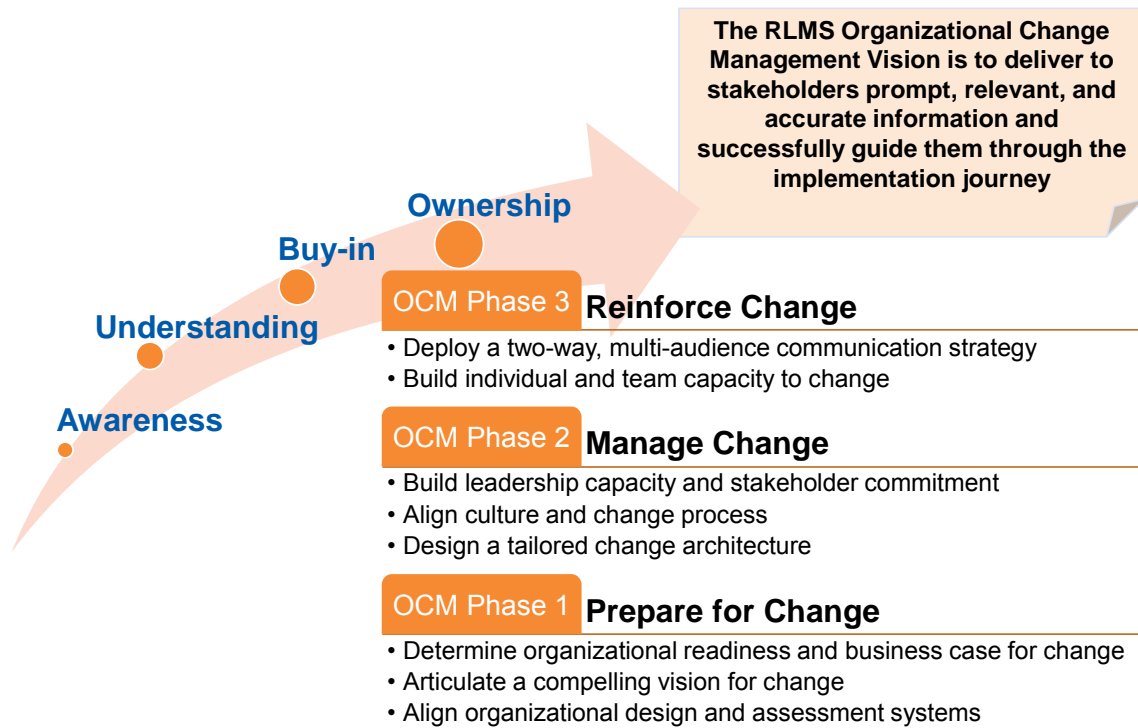 The RLMS Organizational Change
Management Vision is to deliver to
stakeholders prompt, relevant, and
accurate information and
successfully guide them through the
implementation journey
Ownership
Buy-in
Understanding
Awareness
OCM Phase 3 Reinforce Change
• Deploy a two-way, multi-audience communication strategy
• Build individual and team capacity to change
OCM Phase 2 Manage Change
• Build leadership capacity and stakeholder commitment
• Align culture and change process
• Design a tailored change architecture
OCM Phase 1 Prepare for Change
• Determine organizational readiness and business case for change
• Articulate a compelling vision for change
• Align organizational design and assessment systems